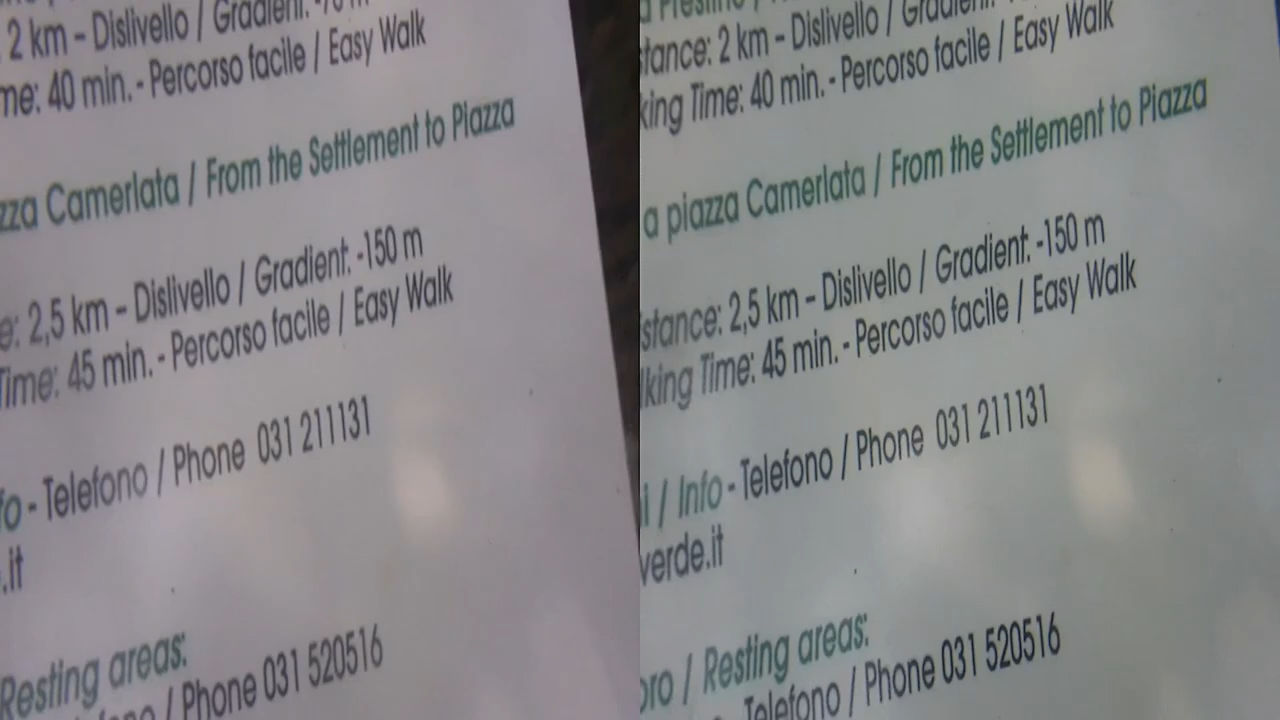 2 km – Dislivello / Gradient: -70 m
me: 40 min. - Percorso facile / Easy Walk
zza Camerlata / From the Settlement to Piazza
e: 2,5 km – Dislivello / Gradient: -150 m
Time: 45 min. - Percorso facile / Easy Walk
fo - Telefono / Phone 031 211131
.it
Resting areas:
fono / Phone 031 520516
stance: 2 km – Dislivello / Gradient:
king Time: 40 min. - Percorso facile / Easy Walk
a piazza Camerlata / From the Settlement to Piazza
stance: 2,5 km – Dislivello / Gradient: -150 m
lking Time: 45 min. - Percorso facile / Easy Walk
i / Info - Telefono / Phone 031 211131
verde.it
oro / Resting areas:
Telefono / Phone 031 520516